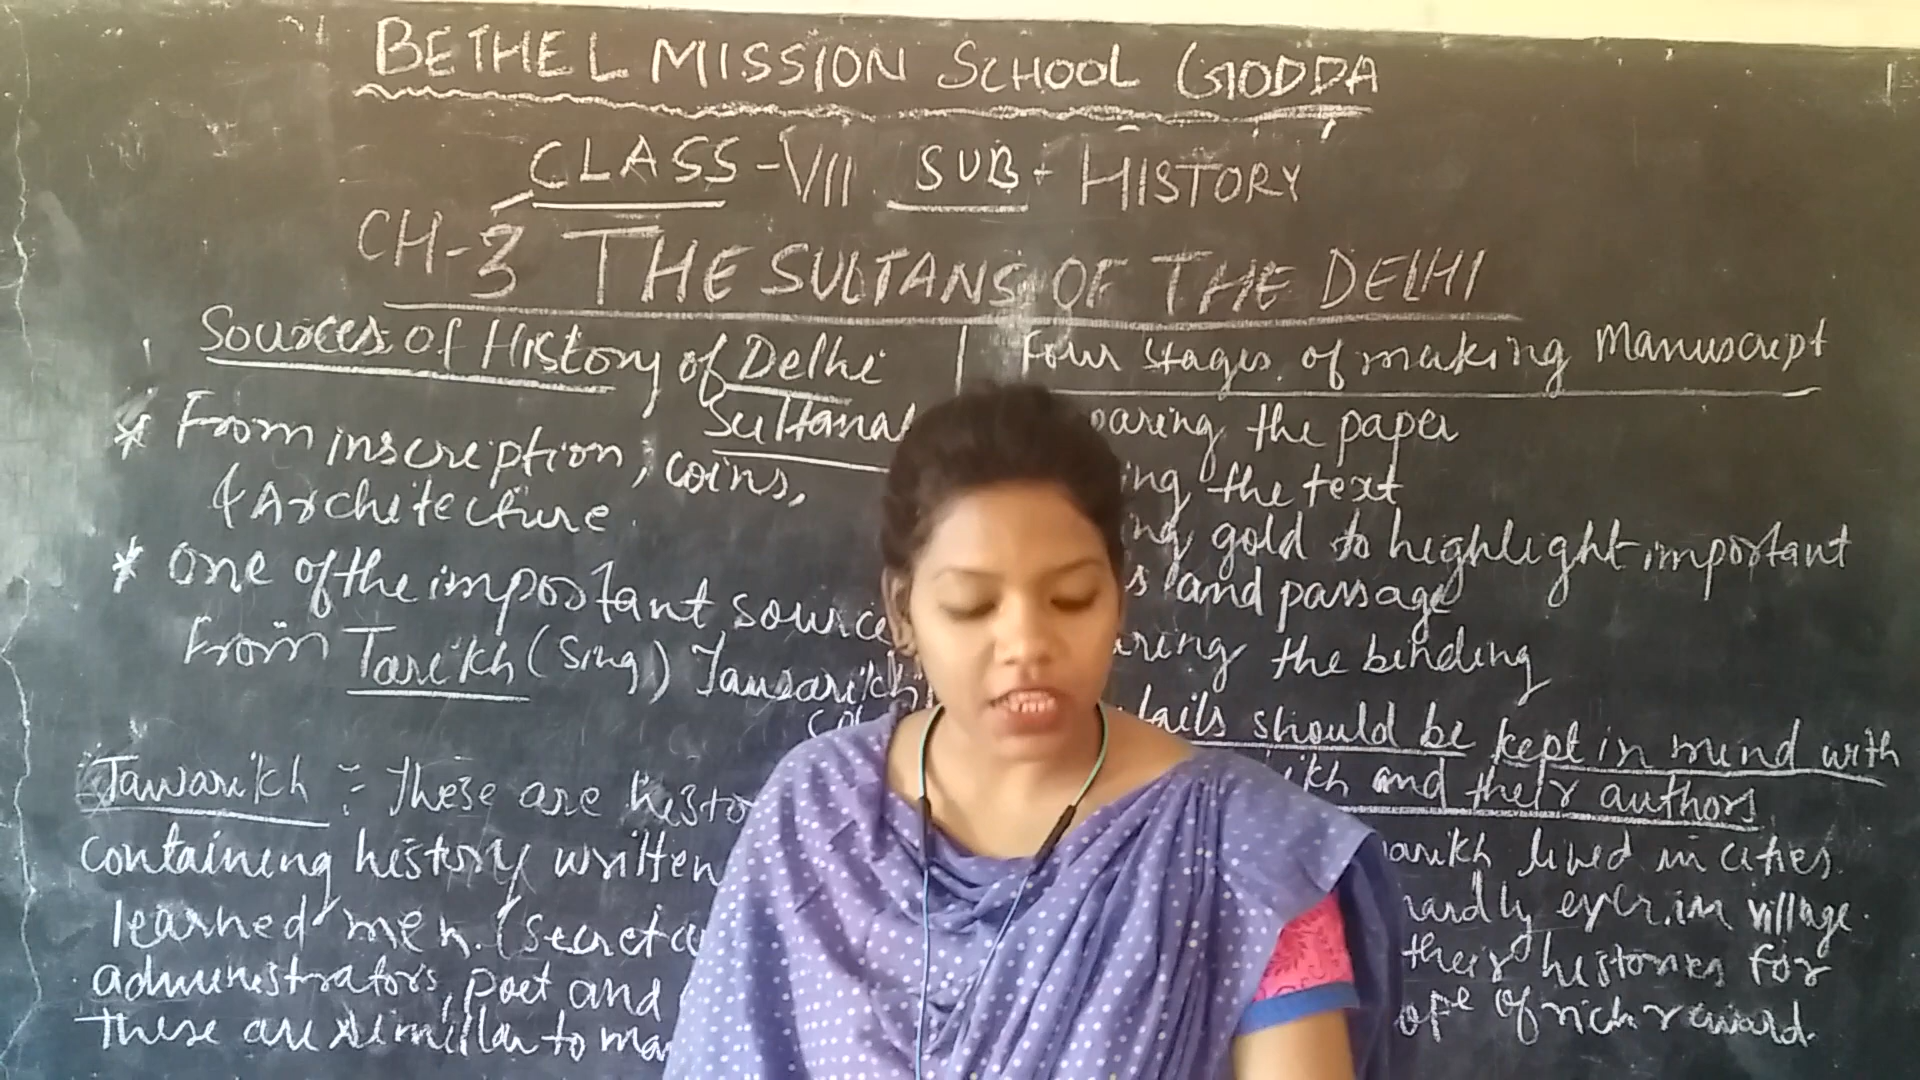 BETHEL MISSION SCHOOL GODDA
CLASS-VII SUB- HISTORY
CH-3 THE SULTANS OF THE DELHI
Sources of History of Delhi
* From inscription, coins,
& Architecture
* one of the important source
from Tarikh (Sing) Tawarikh
Tawarikh :- these are
containing history written
learned men. (
administrators, poet and
these are similar to
Four stages of making Manuscript
the paper
the text
gold to highlight important
and passage
the binding
should be kept in mind with
and their authors
lived in cities.
hardly ever in village.
their histories for
of rich reward.